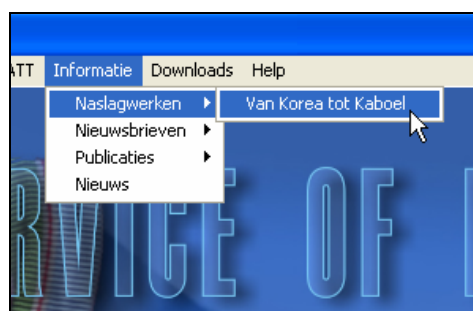 ATT Informatie Downloads Help
Naslagwerken Van Korea tot Kaboel
Nieuwsbrieven
Publicaties
Nieuws
RVICE OF